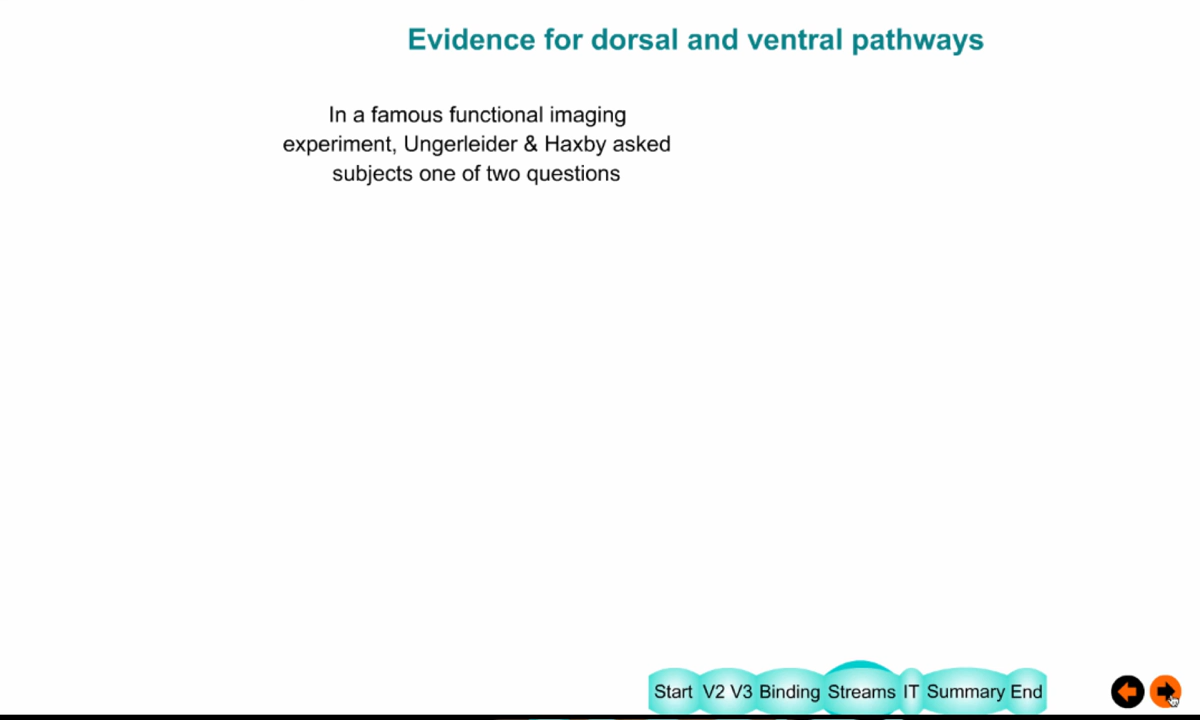 Evidence for dorsal and ventral pathways
In a famous functional imaging
experiment, Ungerleider & Haxby asked
subjects one of two questions
Start V2 V3 Binding Streams IT Summary End